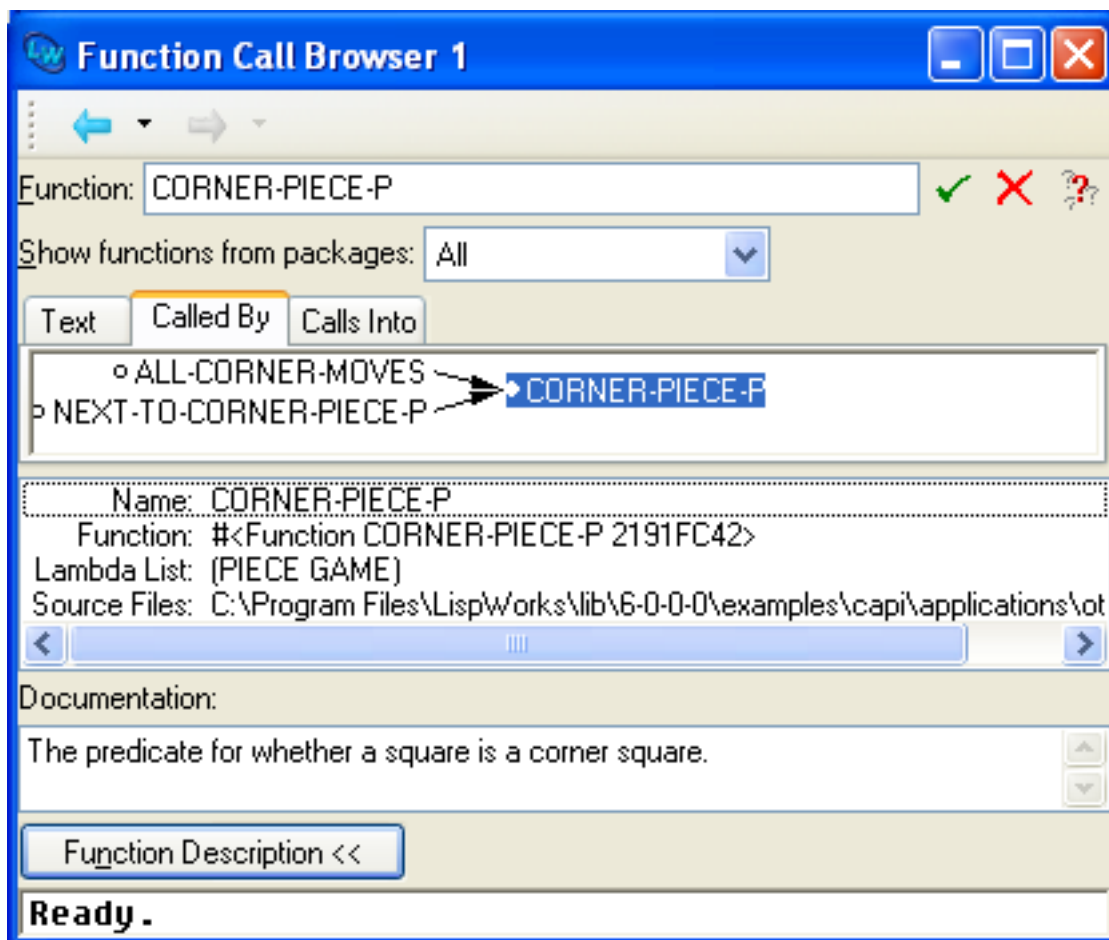 Function Call Browser 1
Function: CORNER-PIECE-P
Show functions from packages: All
Text Called By Calls Into
ALL-CORNER-MOVES
CORNER-PIECE-P
NEXT-TO-CORNER-PIECE-P
Name: CORNER-PIECE-P
Function: #<Function CORNER-PIECE-P 2191FC42>
Lambda List: (PIECE GAME)
Source Files: C:\Program Files\LispWorks\lib\6-0-0-0\examples\capi\applications\ot
Documentation:
The predicate for whether a square is a corner square.
Function Description <<
Ready.